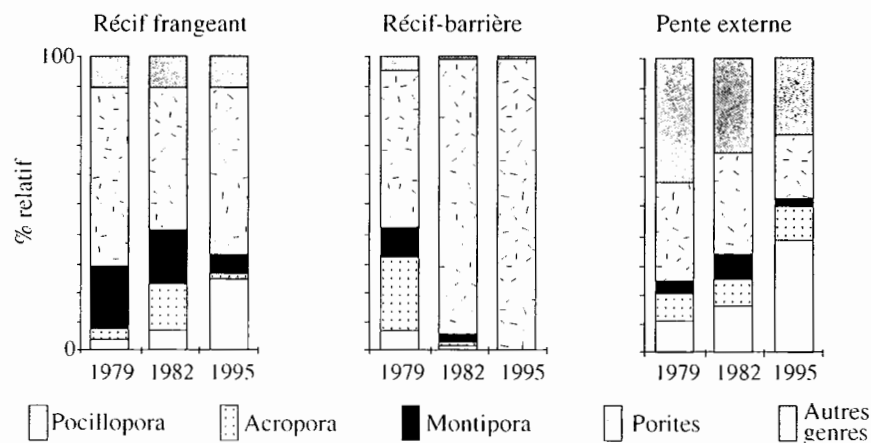 Récif frangeant
Récif-barrière
Pente externe
100
% relatif
0
1979 1982 1995
1979 1982 1995
1979 1982 1995
Pocillopora
Acropora
Montipora
Porites
Autres
genres